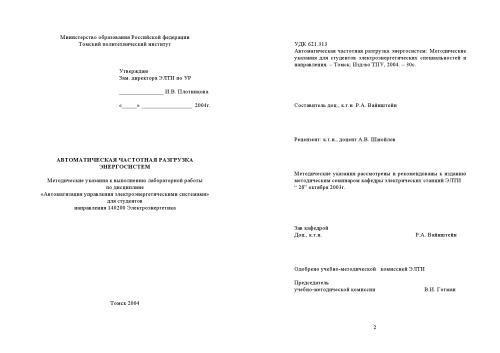 Министерство образования Российской федерации
Томский политехнический институт
Утверждаю
Зам. директора ЭЛТИ по УР
________________ И.В. Плотникова
«_____» __________________ 2004г.
АВТОМАТИЧЕСКАЯ ЧАСТОТНАЯ РАЗГРУЗКА
ЭНЕРГОСИСТЕМ
Методические указания к выполнению лабораторной работы
по дисциплине
«Автоматизация управления электроэнергетическими системами»
для студентов
направления 140200 Электроэнергетика
Томск 2004
УДК 621.313
Автоматическая частотная разгрузка энергосистем: Методические
указания для студентов электроэнергетических специальностей и
направления. – Томск: Изд-во ТПУ, 2004. – 30с.
Составитель доц., к.т.н. Р.А. Вайнштейн
Рецензент: к.т.н., доцент А.В. Шмойлов
Методические указания рассмотрены и рекомендованы к изданию
методическим семинаром кафедры электрических станций ЭЛТИ
“ 28” октября 2003г.
Зав кафедрой
Доц., к.т.н. Р.А. Вайнштейн
Одобрено учебно-методической комиссией ЭЛТИ
Председатель
учебно-методической комиссии В.И. Готман
2